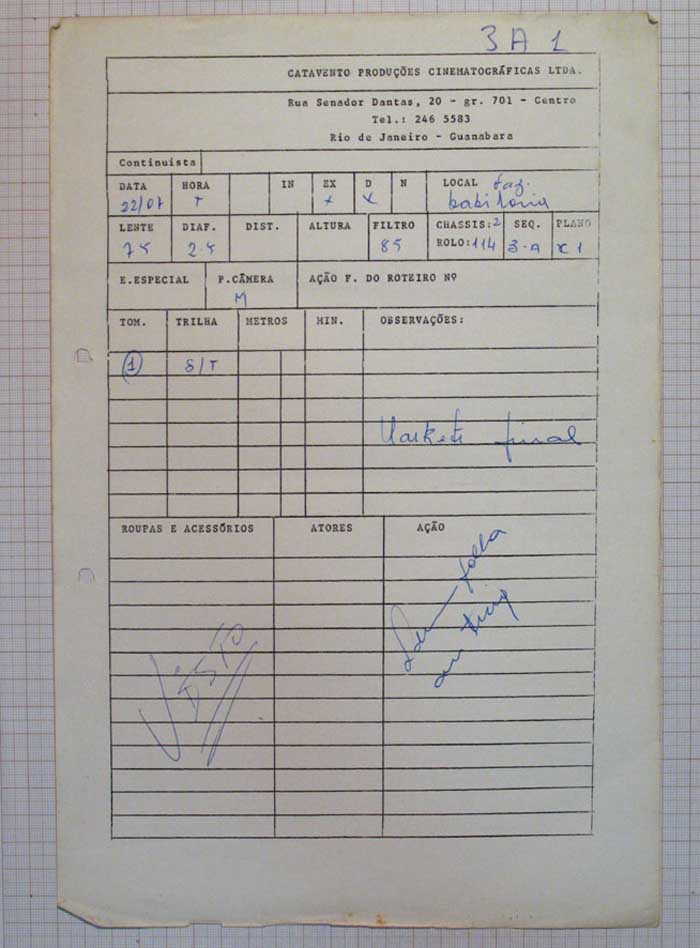 3 A 1
CATAVENTO PRODUÇÕES CINEMATOGRÁFICAS LTDA.
Rua Senador Dantas, 20 - gr. 701 - Centro
Tel.: 246 5583
Rio de Janeiro - Guanabara
Continuista
DATA HORA IN EX D N LOCAL faz.
22/07 T x x babilonia
LENTE DIAF. DIST. ALTURA FILTRO CHASSIS:2 SEQ. PLANO
75 2.5 85 ROLO:114 3-A
E.ESPECIAL P.CÂMERA AÇÃO F. DO ROTEIRO Nº
M
TOM. TRILHA METROS MIN. OBSERVAÇÕES:
1 S/T
final
ROUPAS E ACESSÓRIOS ATORES AÇÃO
VISTO